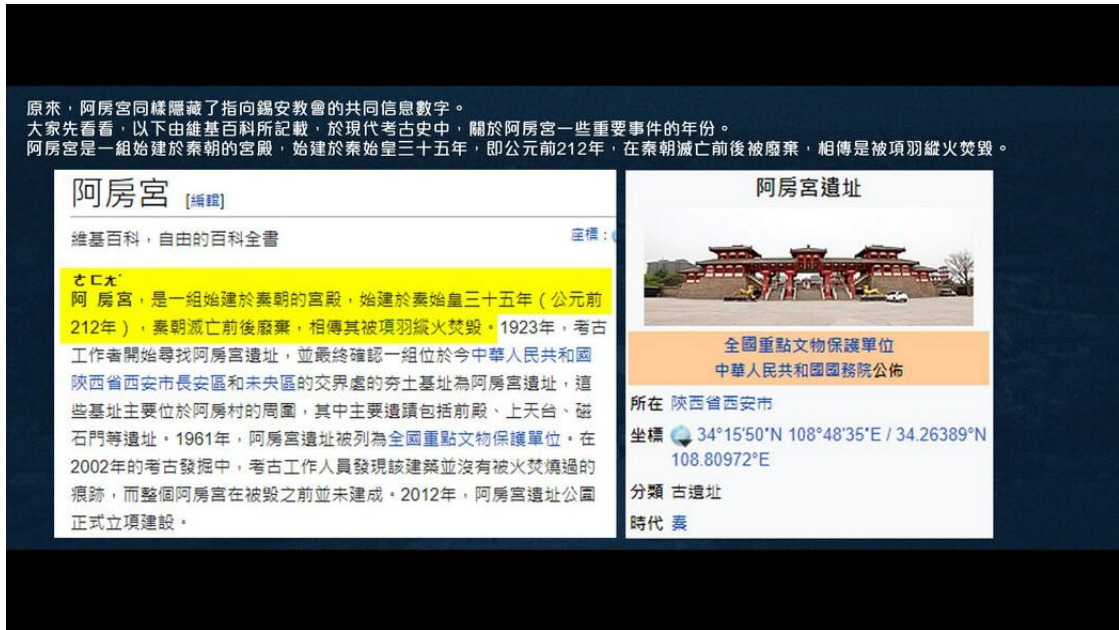 原來，阿房宮同樣隱藏了指向錫安教會的共同信息數字。
大家先看看，以下由維基百科所記載，於現代考古史中，關於阿房宮一些重要事件的年份。
阿房宮是一組始建於秦朝的宮殿，始建於秦始皇三十五年，即公元前212年，在秦朝滅亡前後被廢棄，相傳是被項羽縱火焚毀。
阿房宮 [編輯]
維基百科，自由的百科全書
座標：
ㄜ ㄈㄤˊ
阿 房宮，是一組始建於秦朝的宮殿，始建於秦始皇三十五年（公元前
212年），秦朝滅亡前後廢棄，相傳其被項羽縱火焚毀。1923年，考古
工作者開始尋找阿房宮遺址，並最終確認一組位於今中華人民共和國
陝西省西安市長安區和未央區的交界處的夯土基址為阿房宮遺址，這
些基址主要位於阿房村的周圍，其中主要遺蹟包括前殿、上天台、磁
石門等遺址。1961年，阿房宮遺址被列為全國重點文物保護單位。在
2002年的考古發掘中，考古工作人員發現該建築並沒有被火焚燒過的
痕跡，而整個阿房宮在被毀之前並未建成。2012年，阿房宮遺址公園
正式立項建設。
阿房宮遺址
全國重點文物保護單位
中華人民共和國國務院公佈
所在 陝西省西安市
坐標 34°15′50″N 108°48′35″E / 34.26389°N
108.80972°E
分類 古遺址
時代 秦